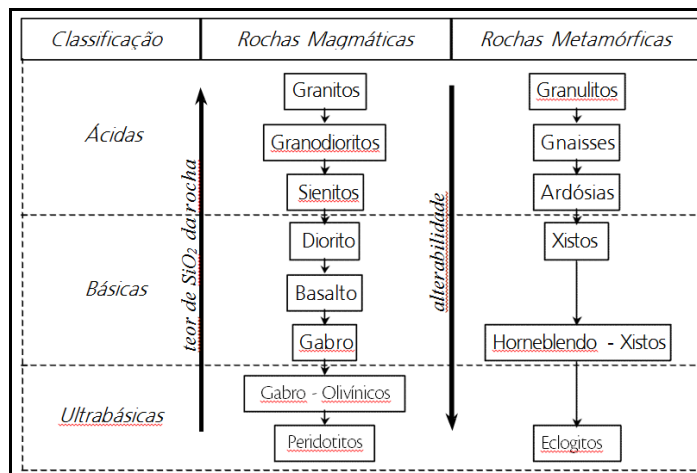 Classificação
Rochas Magmáticas
Rochas Metamórficas
Ácidas
Granitos
Granulitos
Granodioritos
Gnaisses
Sienitos
Ardósias
teor de SiO2 da rocha
alterabilidade
Básicas
Diorito
Xistos
Basalto
Gabro
Horneblendo - Xistos
Ultrabásicas
Gabro - Olivínicos
Peridotitos
Eclogitos